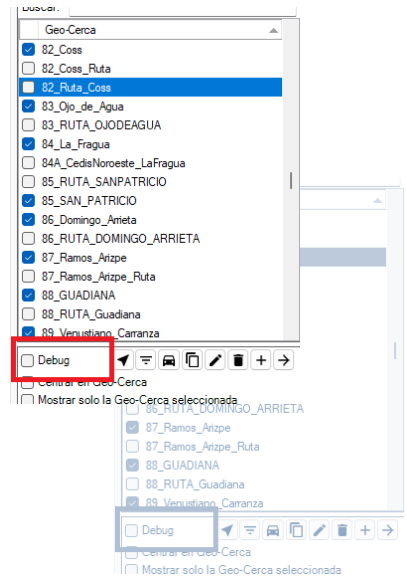 Buscar:
Geo-Cerca
82_Coss
82_Coss_Ruta
82_Ruta_Coss
83_Ojo_de_Agua
83_RUTA_OJODEAGUA
84_La_Fragua
84A_CedisNoroeste_LaFragua
85_RUTA_SANPATRICIO
85_SAN_PATRICIO
86_Domingo_Arrieta
86_RUTA_DOMINGO_ARRIETA
87_Ramos_Arizpe
87_Ramos_Arizpe_Ruta
88_GUADIANA
88_RUTA_Guadiana
89_Venustiano_Carranza
Debug
Centrar en Geo-Cerca
Mostrar solo la Geo-Cerca seleccionada
86_RUTA_DOMINGO_ARRIETA
87_Ramos_Arizpe
87_Ramos_Arizpe_Ruta
88_GUADIANA
88_RUTA_Guadiana
89_Venustiano_Carranza
Debug
Centrar en Geo-Cerca
Mostrar solo la Geo-Cerca seleccionada